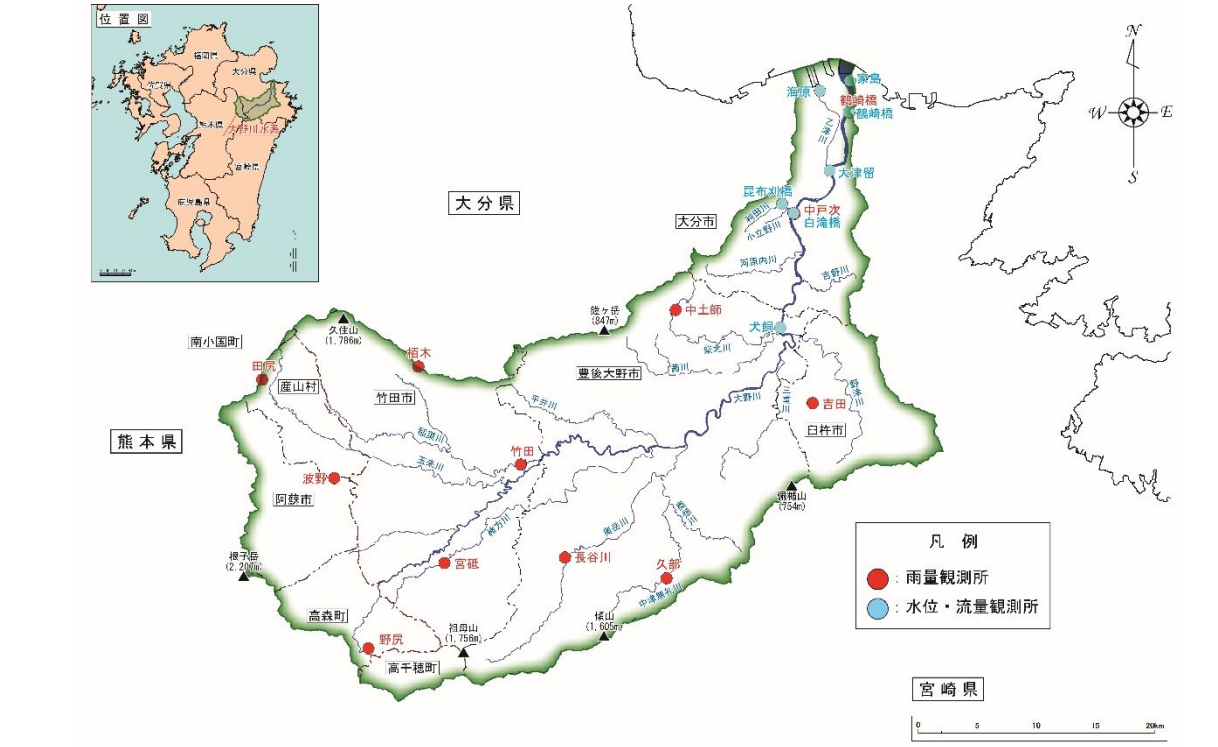 位置図
福岡県
大分県
佐賀県
熊本県
大野川水系
宮崎県
鹿児島県
N
W
E
S
家島
海原
鶴崎橋
鶴崎橋
乙津川
大津留
昆布刈橋
大分県
中戸次
白滝橋
大分市
判田川
小立野川
河原内川
吉野川
鎧ヶ岳
(847m)
中土師
犬飼
久住山
(1,786m)
南小国町
栢木
田尻
柴北川
茜川
豊後大野市
産山村
竹田市
平井川
大野川
三重川
野津川
吉田
臼杵市
熊本県
稲葉川
玉来川
竹田
波野
阿蘇市
(754m)
緒方川
奥岳川
根子岳
宮砥
長谷川
久部
中津無礼川
凡 例
:雨量観測所
:水位・流量観測所
高森町
祖母山
(1,756m)
傾山
(1,605m)
野尻
高千穂町
宮崎県
0 5 10 15 20km